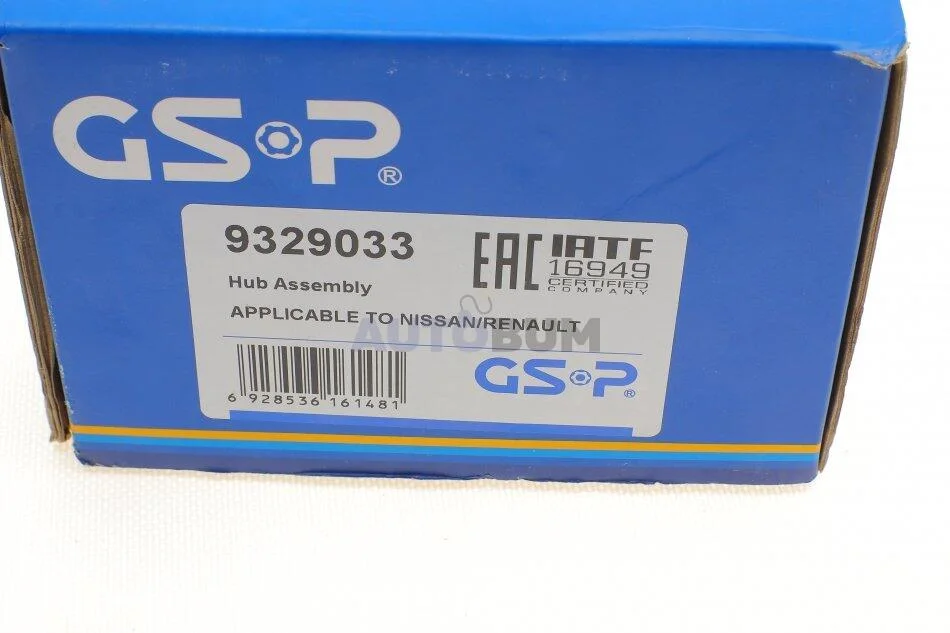 GSP®
9329033
EAC
IATF
16949
CERTIFIED
COMPANY
Hub Assembly
APPLICABLE TO NISSAN/RENAULT
AUTOBUM
GSP®
6 928536 161481